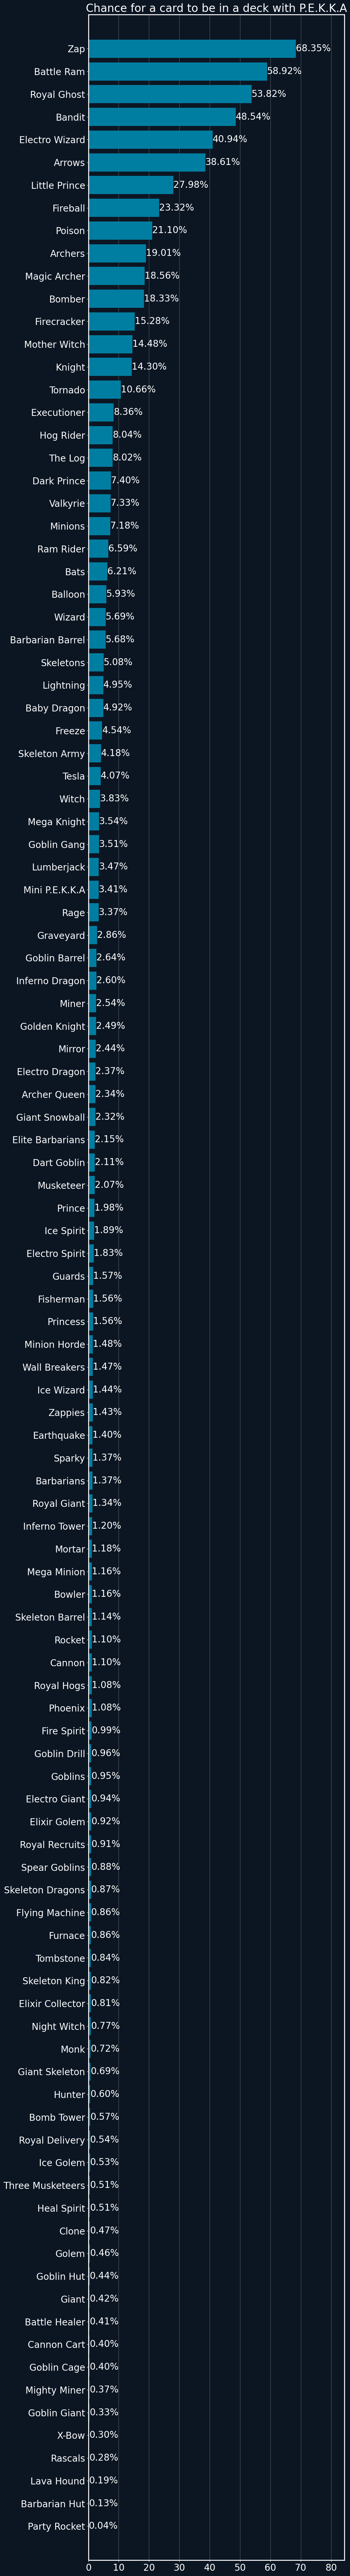 Chance for a card to be in a deck with P.E.K.K.A
Zap 68.35%
Battle Ram 58.92%
Royal Ghost 53.82%
Bandit 48.54%
Electro Wizard 40.94%
Arrows 38.61%
Little Prince 27.98%
Fireball 23.32%
Poison 21.10%
Archers 19.01%
Magic Archer 18.56%
Bomber 18.33%
Firecracker 15.28%
Mother Witch 14.48%
Knight 14.30%
Tornado 10.66%
Executioner 8.36%
Hog Rider 8.04%
The Log 8.02%
Dark Prince 7.40%
Valkyrie 7.33%
Minions 7.18%
Ram Rider 6.59%
Bats 6.21%
Balloon 5.93%
Wizard 5.69%
Barbarian Barrel 5.68%
Skeletons 5.08%
Lightning 4.95%
Baby Dragon 4.92%
Freeze 4.54%
Skeleton Army 4.18%
Tesla 4.07%
Witch 3.83%
Mega Knight 3.54%
Goblin Gang 3.51%
Lumberjack 3.47%
Mini P.E.K.K.A 3.41%
Rage 3.37%
Graveyard 2.86%
Goblin Barrel 2.64%
Inferno Dragon 2.60%
Miner 2.54%
Golden Knight 2.49%
Mirror 2.44%
Electro Dragon 2.37%
Archer Queen 2.34%
Giant Snowball 2.32%
Elite Barbarians 2.15%
Dart Goblin 2.11%
Musketeer 2.07%
Prince 1.98%
Ice Spirit 1.89%
Electro Spirit 1.83%
Guards 1.57%
Fisherman 1.56%
Princess 1.56%
Minion Horde 1.48%
Wall Breakers 1.47%
Ice Wizard 1.44%
Zappies 1.43%
Earthquake 1.40%
Sparky 1.37%
Barbarians 1.37%
Royal Giant 1.34%
Inferno Tower 1.20%
Mortar 1.18%
Mega Minion 1.16%
Bowler 1.16%
Skeleton Barrel 1.14%
Rocket 1.10%
Cannon 1.10%
Royal Hogs 1.08%
Phoenix 1.08%
Fire Spirit 0.99%
Goblin Drill 0.96%
Goblins 0.95%
Electro Giant 0.94%
Elixir Golem 0.92%
Royal Recruits 0.91%
Spear Goblins 0.88%
Skeleton Dragons 0.87%
Flying Machine 0.86%
Furnace 0.86%
Tombstone 0.84%
Skeleton King 0.82%
Elixir Collector 0.81%
Night Witch 0.77%
Monk 0.72%
Giant Skeleton 0.69%
Hunter 0.60%
Bomb Tower 0.57%
Royal Delivery 0.54%
Ice Golem 0.53%
Three Musketeers 0.51%
Heal Spirit 0.51%
Clone 0.47%
Golem 0.46%
Goblin Hut 0.44%
Giant 0.42%
Battle Healer 0.41%
Cannon Cart 0.40%
Goblin Cage 0.40%
Mighty Miner 0.37%
Goblin Giant 0.33%
X-Bow 0.30%
Rascals 0.28%
Lava Hound 0.19%
Barbarian Hut 0.13%
Party Rocket 0.04%
0 10 20 30 40 50 60 70 80